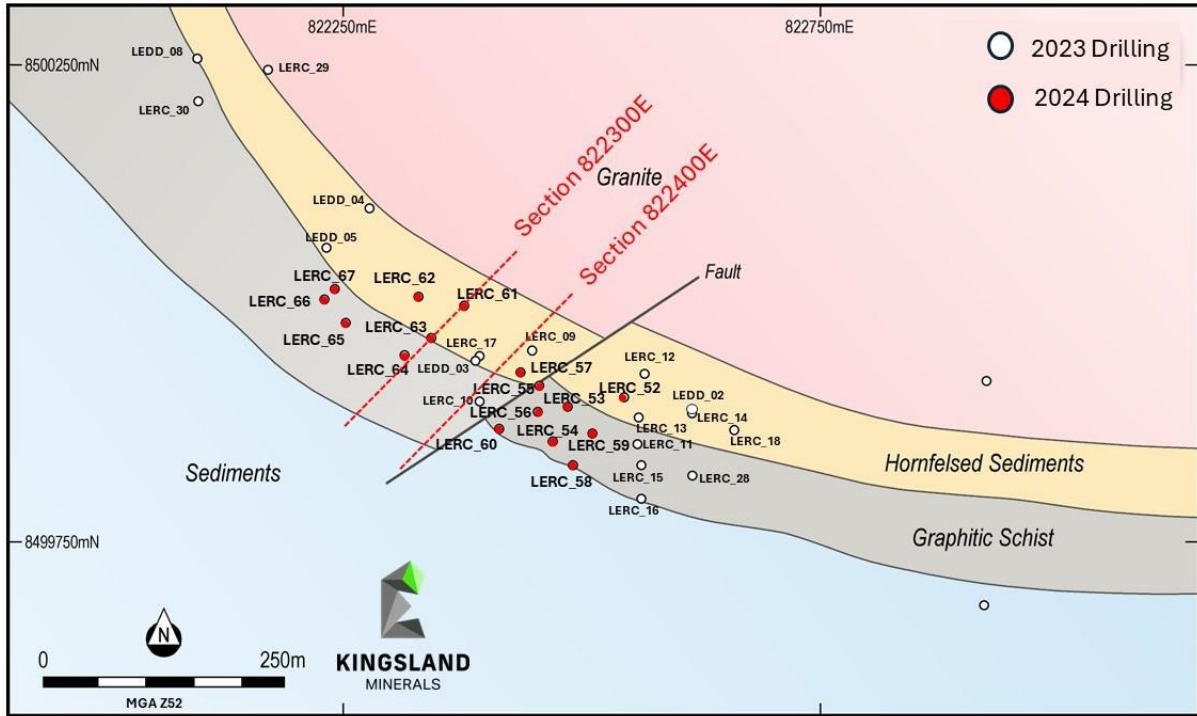 822250mE
822750mE
LEDD_08
8500250mN
LERC_29
LERC_30
2023 Drilling
2024 Drilling
Section 822300E
Section 822400E
Granite
LEDD_04
LEDD_05
LERC_67
LERC_62
Fault
LERC_66
LERC_61
LERC_65
LERC_63
LERC_17
LERC_09
LERC_64
LEDD_03
LERC_57
LERC_12
LERC_55
LERC_52
LERC_10
LERC_53
LEDD_02
LERC_56
LERC_14
LERC_54
LERC_13
LERC_18
LERC_60
LERC_59
LERC_11
Hornfelsed Sediments
Sediments
LERC_58
LERC_15
LERC_28
LERC_16
8499750mN
Graphitic Schist
N
0
250m
MGA Z52
KINGSLAND
MINERALS